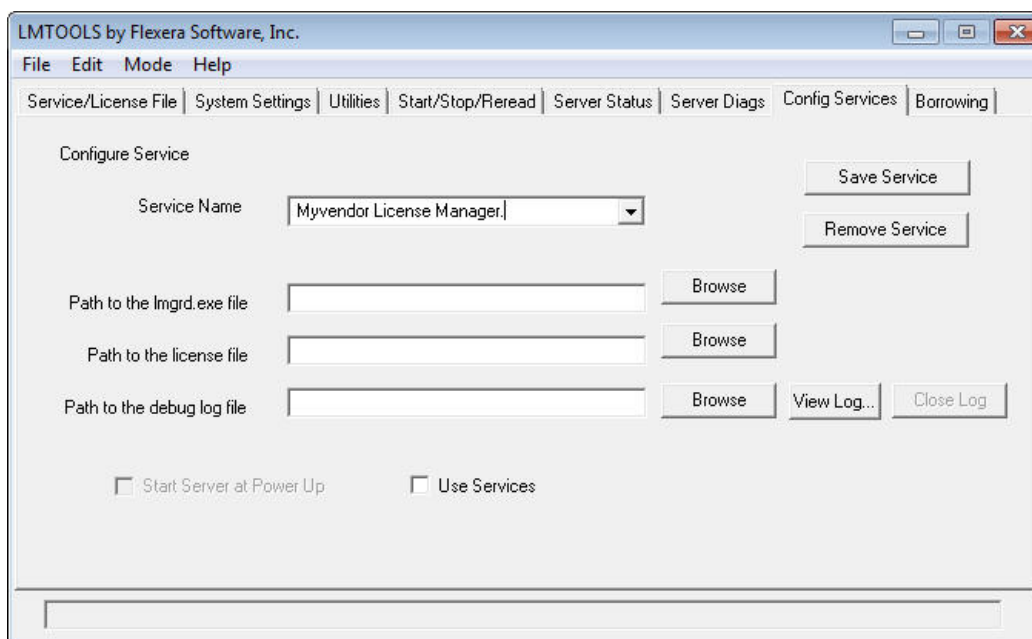 LMTOOLS by Flexera Software, Inc.
File Edit Mode Help
Service/License File System Settings Utilities Start/Stop/Reread Server Status Server Diags Config Services Borrowing
Configure Service
Save Service
Service Name Myvendor License Manager.
Remove Service
Path to the lmgrd.exe file Browse
Path to the license file Browse
Path to the debug log file Browse View Log... Close Log
Start Server at Power Up Use Services